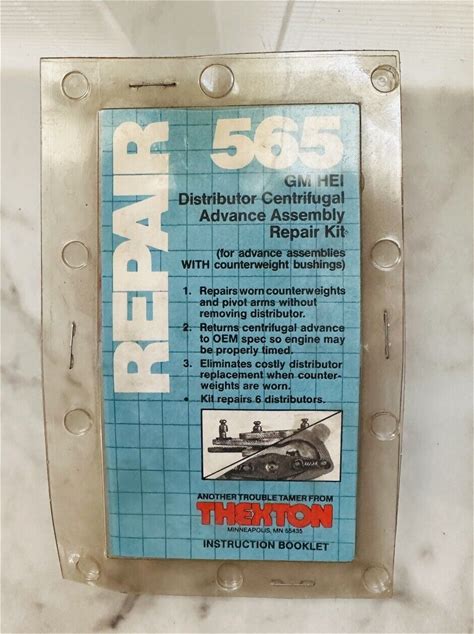 REPAIR
565
GM HEI
Distributor Centrifugal
Advance Assembly
Repair Kit
(for advance assemblies
WITH counterweight bushings)
1. Repairs worn counterweights
and pivot arms without
removing distributor.
2. Returns centrifugal advance
to OEM spec so engine may
be properly timed.
3. Eliminates costly distributor
replacement when counter-
weights are worn.
• Kit repairs 6 distributors.
ANOTHER TROUBLE TAMER FROM
THEXTON
MINNEAPOLIS, MN 55435
INSTRUCTION BOOKLET